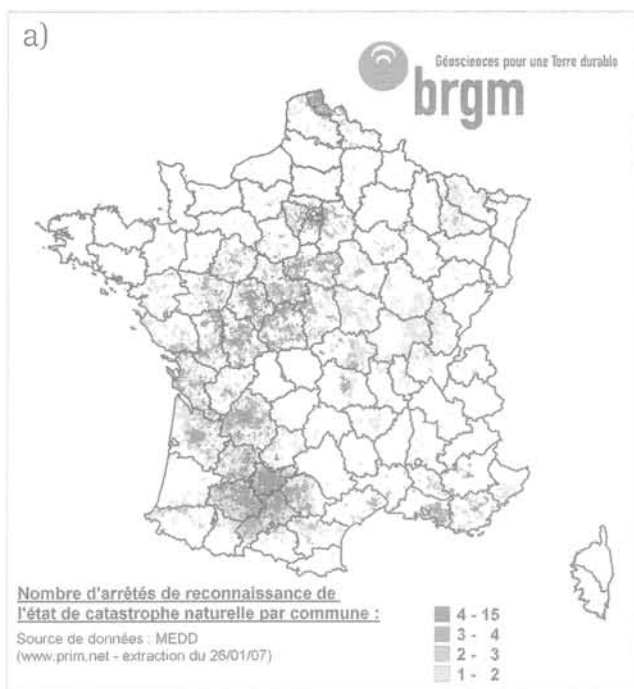 a)
Géosciences pour une Terre durable
brgm
Nombre d'arrêtés de reconnaissance de
l'état de catastrophe naturelle par commune :
Source de données : MEDD
(www.prim.net - extraction du 26/01/07)
4 - 15
3 - 4
2 - 3
1 - 2